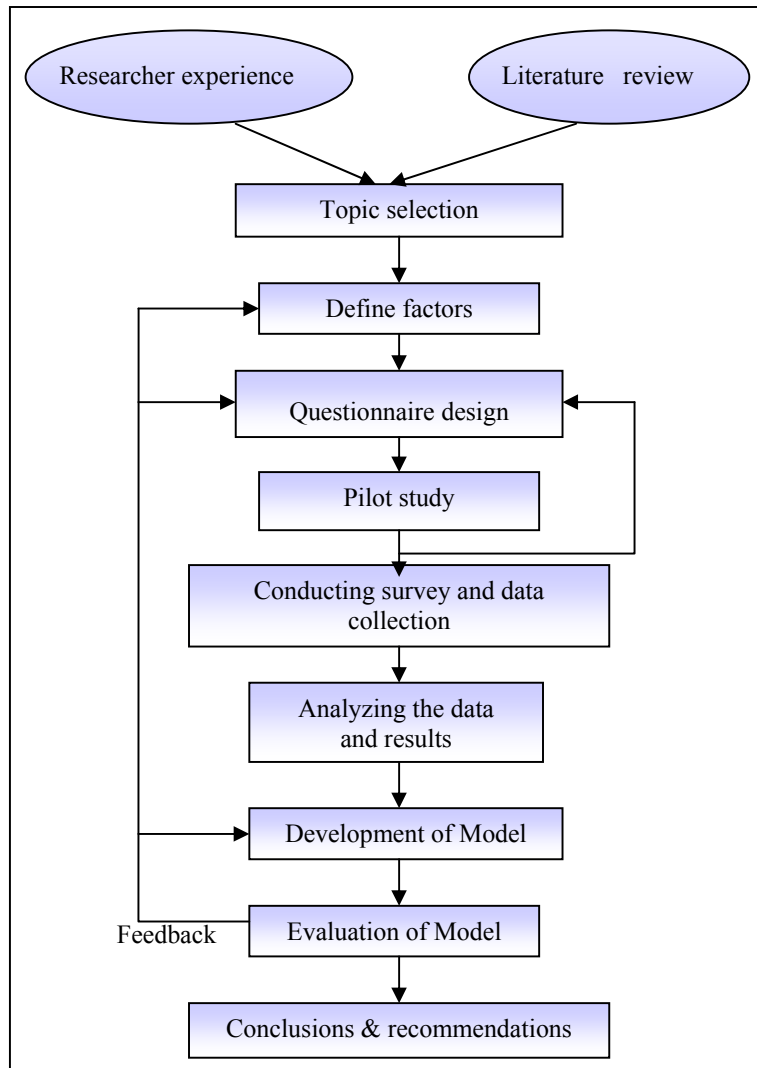 Researcher experience
Literature review
Topic selection
Define factors
Questionnaire design
Pilot study
Conducting survey and data
collection
Analyzing the data
and results
Development of Model
Feedback
Evaluation of Model
Conclusions & recommendations